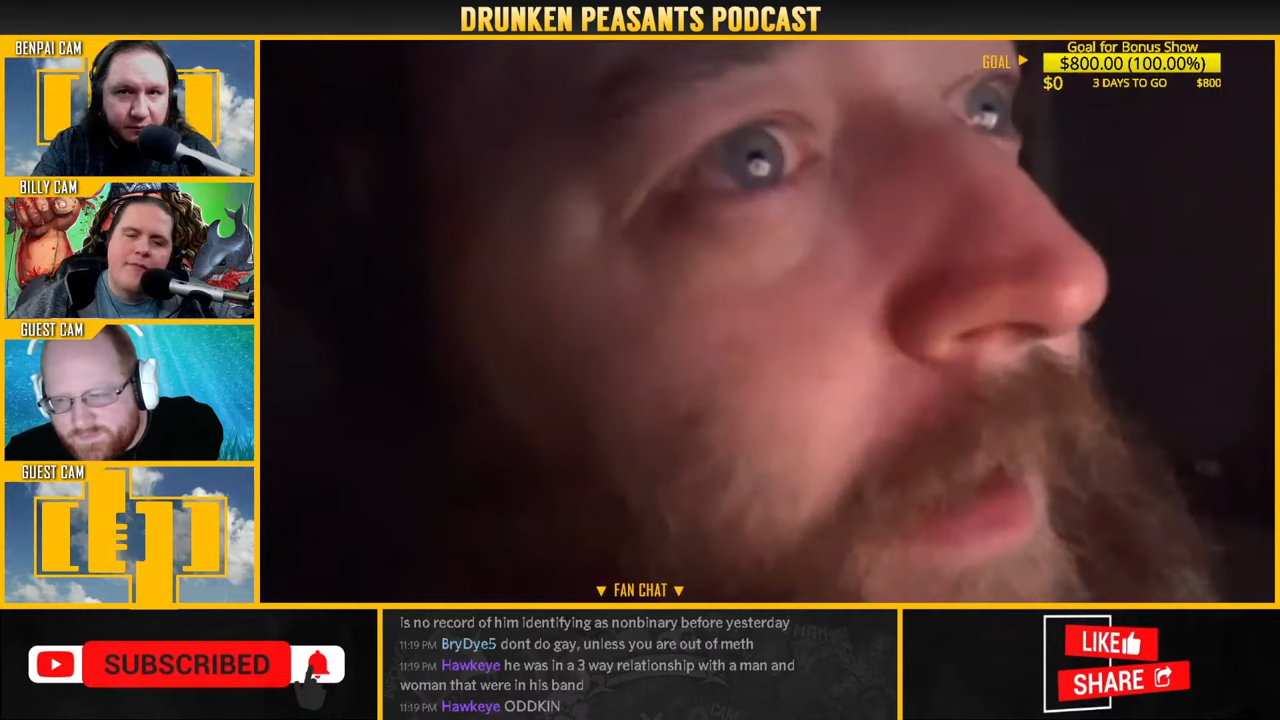 DRUNKEN PEASANTS PODCAST
BENPAI CAM
BILLY CAM
GUEST CAM
GUEST CAM
GOAL ▶
Goal for Bonus Show
$800.00 (100.00%)
$0 3 DAYS TO GO $800
▼ FAN CHAT ▼
is no record of him identifying as nonbinary before yesterday
11:19 PM BryDye5 dont do gay, unless you are out of meth
11:19 PM Hawkeye he was in a 3 way relationship with a man and
woman that were in his band
11:19 PM Hawkeye ODDKIN
SUBSCRIBED
LIKE
SHARE